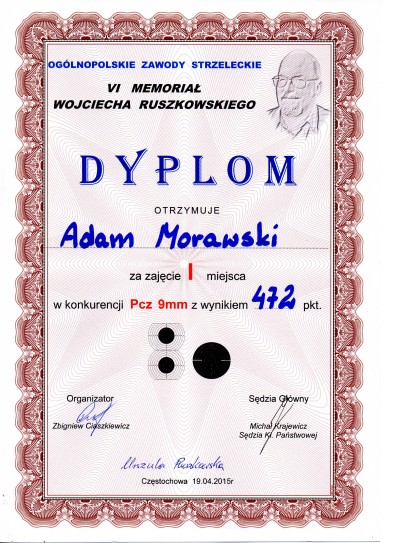 OGÓLNOPOLSKIE ZAWODY STRZELECKIE
VI MEMORIAŁ
WOJCIECHA RUSZKOWSKIEGO
DYPLOM
OTRZYMUJE
Adam Morawski
za zajęcie I miejsca
w konkurencji Pcz 9mm z wynikiem 472 pkt.
Organizator
Sędzia Główny
Zbigniew Ciaszkiewicz
Michał Krajewicz
Sędzia Kl. Państwowej
Urszula Ruszkowska
Częstochowa 19.04.2015r